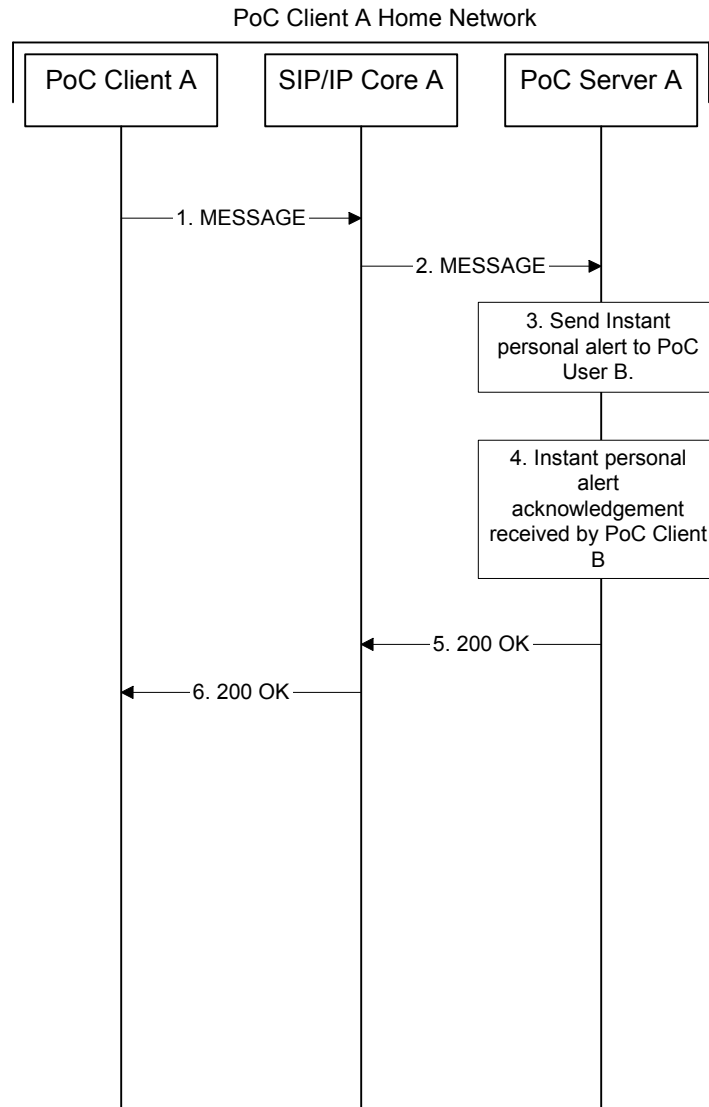 PoC Client A Home Network
PoC Client A
SIP/IP Core A
PoC Server A
1. MESSAGE
2. MESSAGE
3. Send Instant
personal alert to PoC
User B.
4. Instant personal
alert
acknowledgement
received by PoC Client
B
5. 200 OK
6. 200 OK